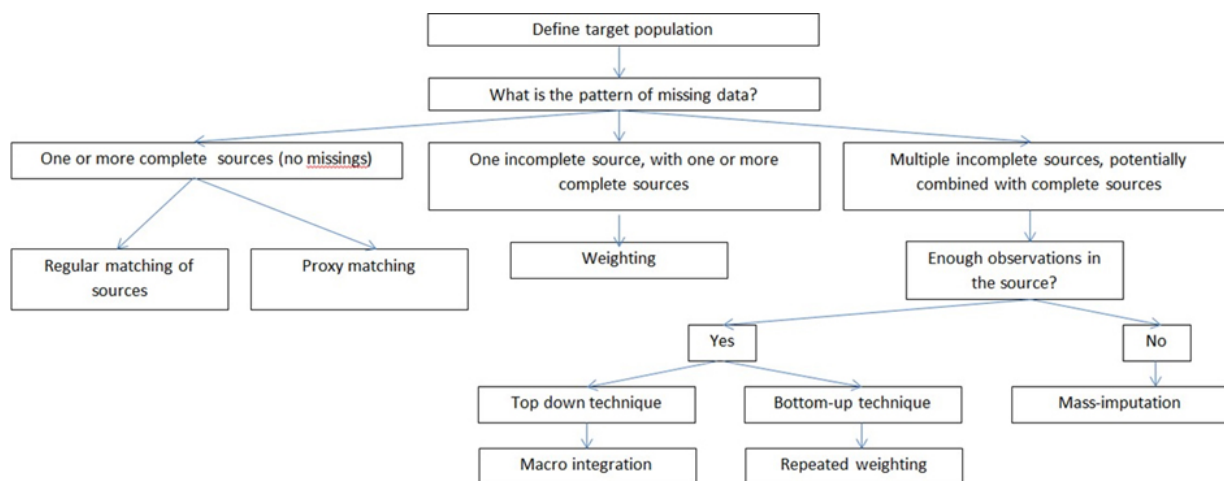 Define target population
What is the pattern of missing data?
One or more complete sources (no missings)
One incomplete source, with one or more
complete sources
Multiple incomplete sources, potentially
combined with complete sources
Regular matching of
sources
Proxy matching
Weighting
Enough observations in
the source?
Yes
No
Top down technique
Bottom-up technique
Mass-imputation
Macro integration
Repeated weighting